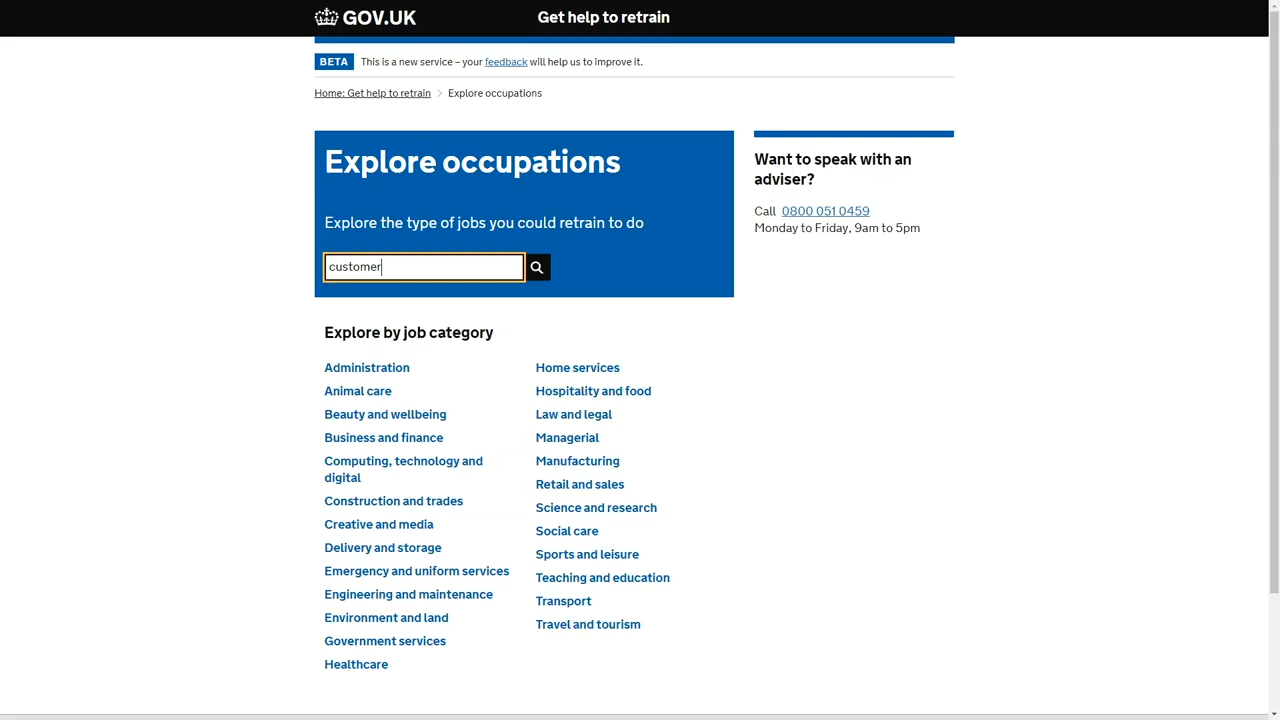 GOV.UK
Get help to retrain
BETA This is a new service – your feedback will help us to improve it.
Home: Get help to retrain > Explore occupations
Explore occupations
Explore the type of jobs you could retrain to do
customer
Want to speak with an
adviser?
Call 0800 051 0459
Monday to Friday, 9am to 5pm
Explore by job category
Administration
Animal care
Beauty and wellbeing
Business and finance
Computing, technology and
digital
Construction and trades
Creative and media
Delivery and storage
Emergency and uniform services
Engineering and maintenance
Environment and land
Government services
Healthcare
Home services
Hospitality and food
Law and legal
Managerial
Manufacturing
Retail and sales
Science and research
Social care
Sports and leisure
Teaching and education
Transport
Travel and tourism